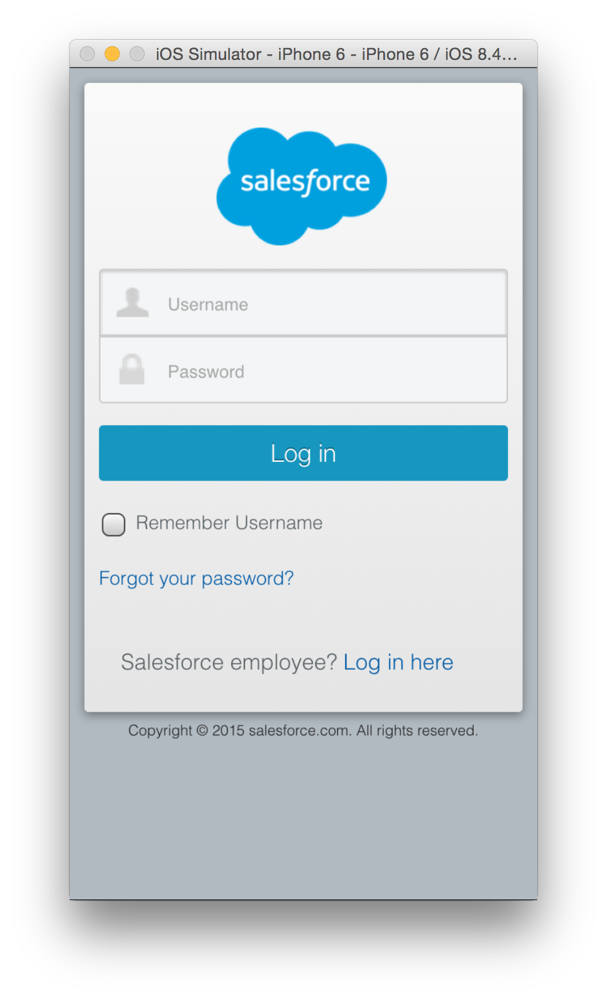 iOS Simulator - iPhone 6 - iPhone 6 / iOS 8.4...
salesforce
Username
Password
Log in
Remember Username
Forgot your password?
Salesforce employee? Log in here
Copyright © 2015 salesforce.com. All rights reserved.